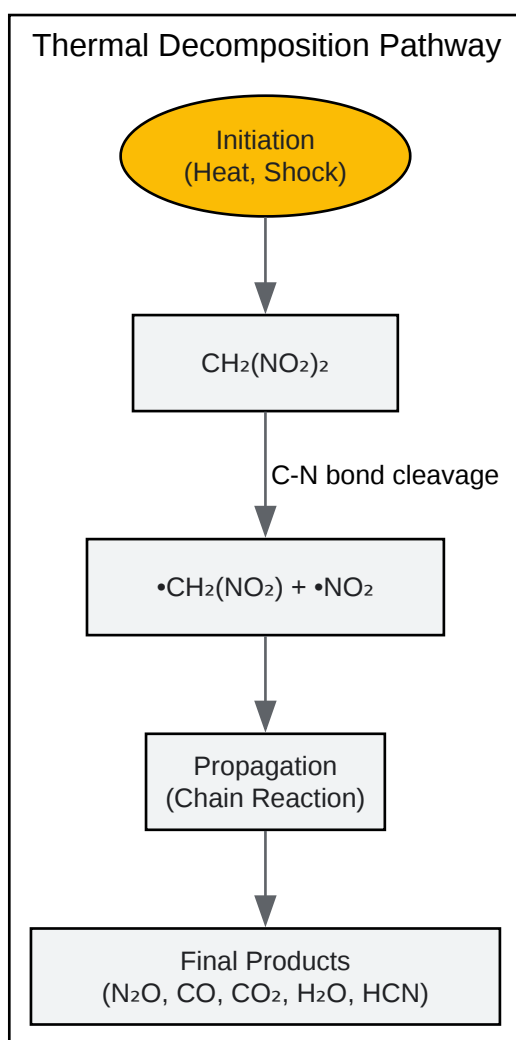 Thermal Decomposition Pathway
Initiation
(Heat, Shock)
CH₂(NO₂)₂
C-N bond cleavage
•CH₂(NO₂) + •NO₂
Propagation
(Chain Reaction)
Final Products
(N₂O, CO, CO₂, H₂O, HCN)